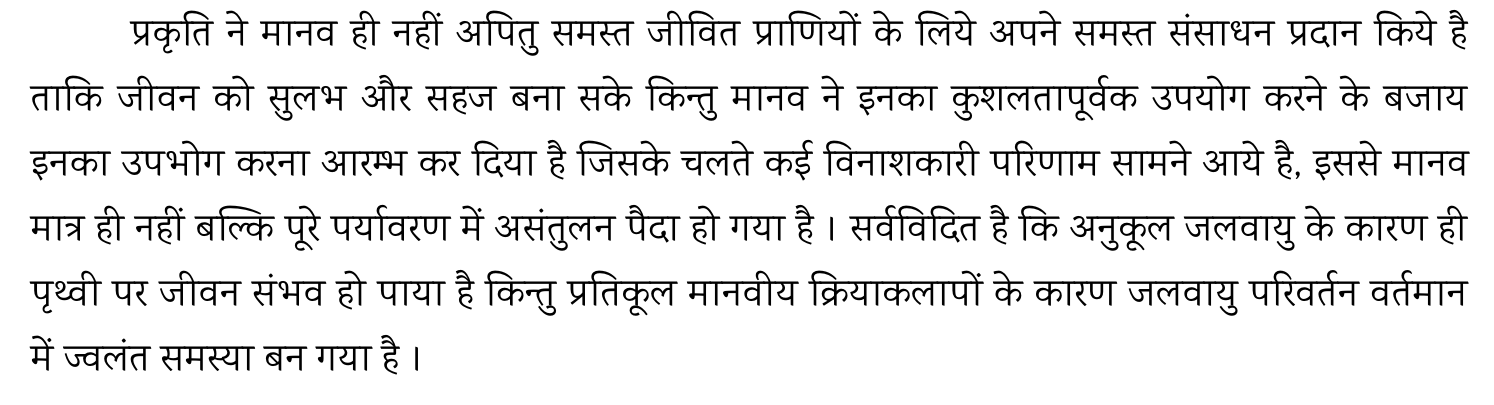 प्रकृति ने मानव ही नहीं अपितु समस्त जीवित प्राणियों के लिये अपने समस्त संसाधन प्रदान किये है
ताकि जीवन को सुलभ और सहज बना सके किन्तु मानव ने इनका कुशलतापूर्वक उपयोग करने के बजाय
इनका उपभोग करना आरम्भ कर दिया है जिसके चलते कई विनाशकारी परिणाम सामने आये है, इससे मानव
मात्र ही नहीं बल्कि पूरे पर्यावरण में असंतुलन पैदा हो गया है । सर्वविदित है कि अनुकूल जलवायु के कारण ही
पृथ्वी पर जीवन संभव हो पाया है किन्तु प्रतिकूल मानवीय क्रियाकलापों के कारण जलवायु परिवर्तन वर्तमान
में ज्वलंत समस्या बन गया है ।